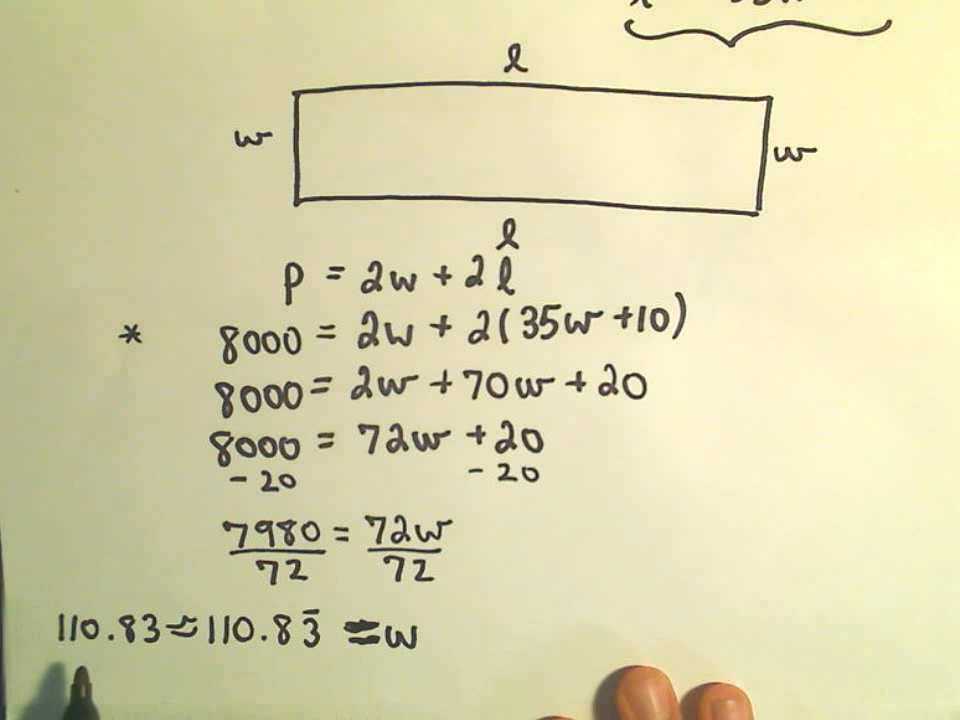 l
w w
l
P = 2w + 2l
* 8000 = 2w + 2(35w + 10)
8000 = 2w + 70w + 20
8000 = 72w + 20
- 20 - 20
7980 = 72w
72 72
110.83 ≈ 110.83̄ = w